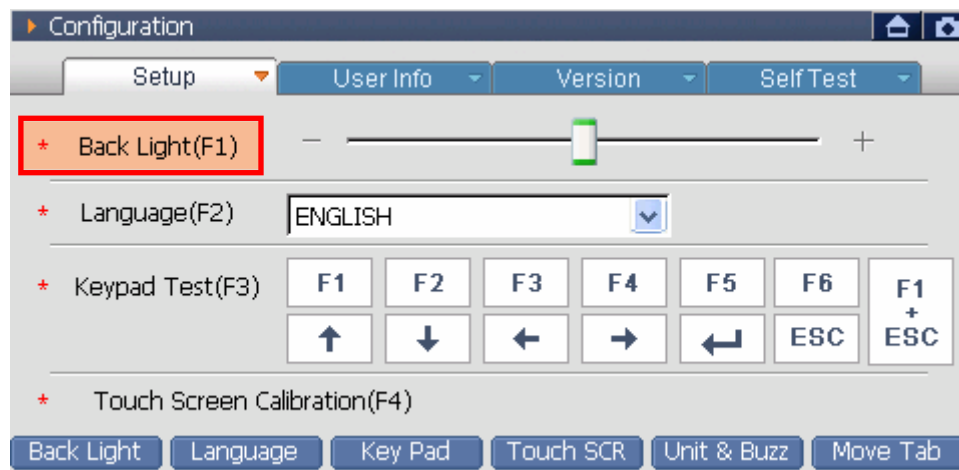 Configuration
Setup User Info Version Self Test
* Back Light(F1) − +
* Language(F2) ENGLISH
* Keypad Test(F3) F1 F2 F3 F4 F5 F6 F1 + ESC
↑ ↓ ← → ↵ ESC
* Touch Screen Calibration(F4)
Back Light Language Key Pad Touch SCR Unit & Buzz Move Tab